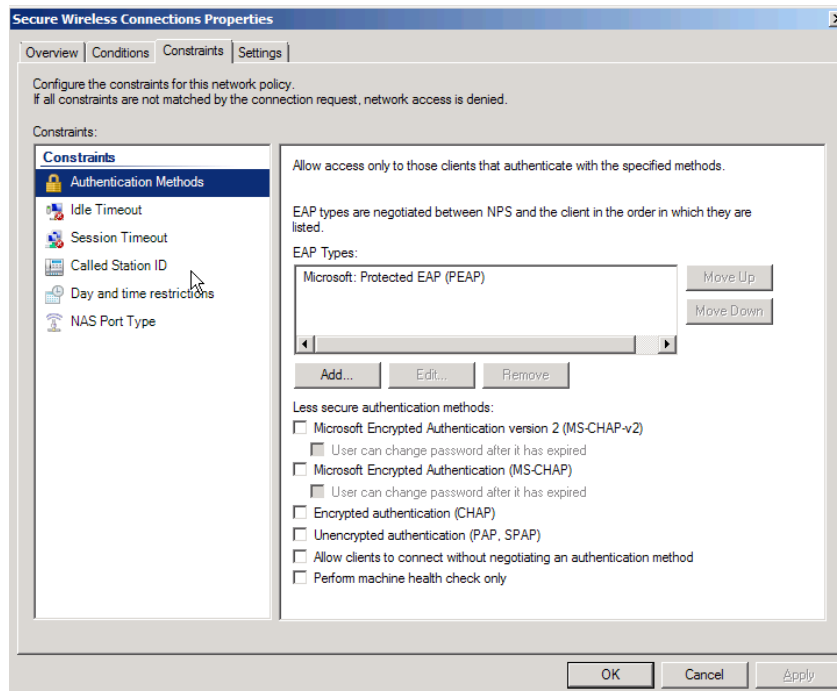 Secure Wireless Connections Properties
Overview
Conditions
Constraints
Settings
Configure the constraints for this network policy.
If all constraints are not matched by the connection request, network access is denied.
Constraints:
Constraints
Authentication Methods
Idle Timeout
Session Timeout
Called Station ID
Day and time restrictions
NAS Port Type
Allow access only to those clients that authenticate with the specified methods.
EAP types are negotiated between NPS and the client in the order in which they are
listed.
EAP Types:
Microsoft: Protected EAP (PEAP)
Move Up
Move Down
Add...
Edit...
Remove
Less secure authentication methods:
Microsoft Encrypted Authentication version 2 (MS-CHAP-v2)
User can change password after it has expired
Microsoft Encrypted Authentication (MS-CHAP)
User can change password after it has expired
Encrypted authentication (CHAP)
Unencrypted authentication (PAP, SPAP)
Allow clients to connect without negotiating an authentication method
Perform machine health check only
OK
Cancel
Apply